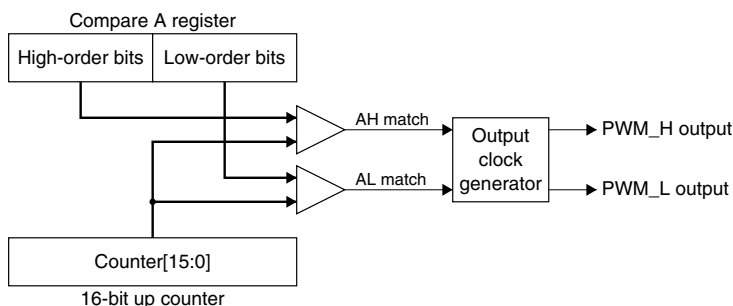 Compare A register
High-order bits
Low-order bits
AH match
PWM_H output
Output
clock
generator
AL match
PWM_L output
Counter[15:0]
16-bit up counter